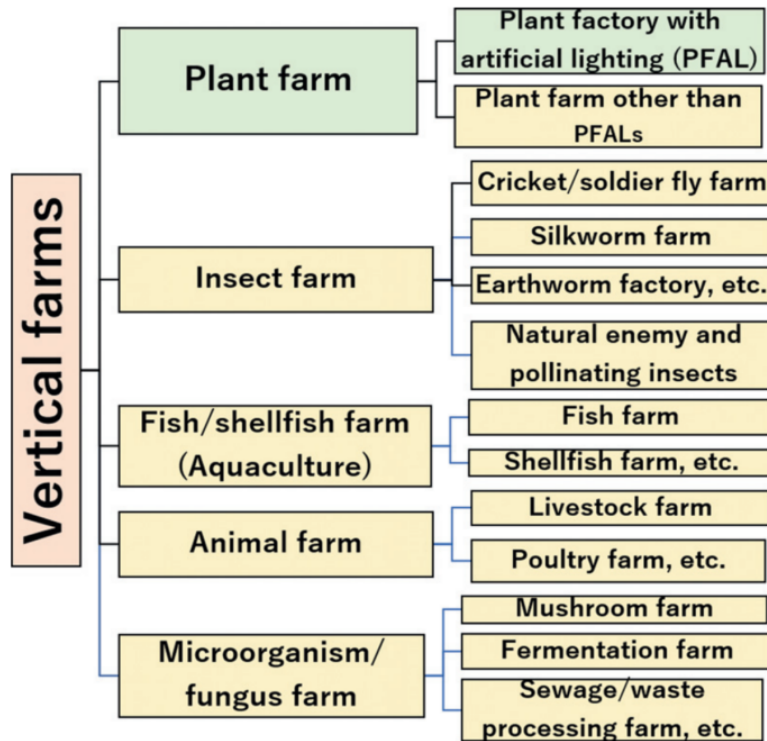 Vertical farms
Plant farm
Plant factory with
artificial lighting (PFAL)
Plant farm other than
PFALs
Insect farm
Cricket/soldier fly farm
Silkworm farm
Earthworm factory, etc.
Natural enemy and
pollinating insects
Fish/shellfish farm
(Aquaculture)
Fish farm
Shellfish farm, etc.
Animal farm
Livestock farm
Poultry farm, etc.
Microorganism/
fungus farm
Mushroom farm
Fermentation farm
Sewage/waste
processing farm, etc.